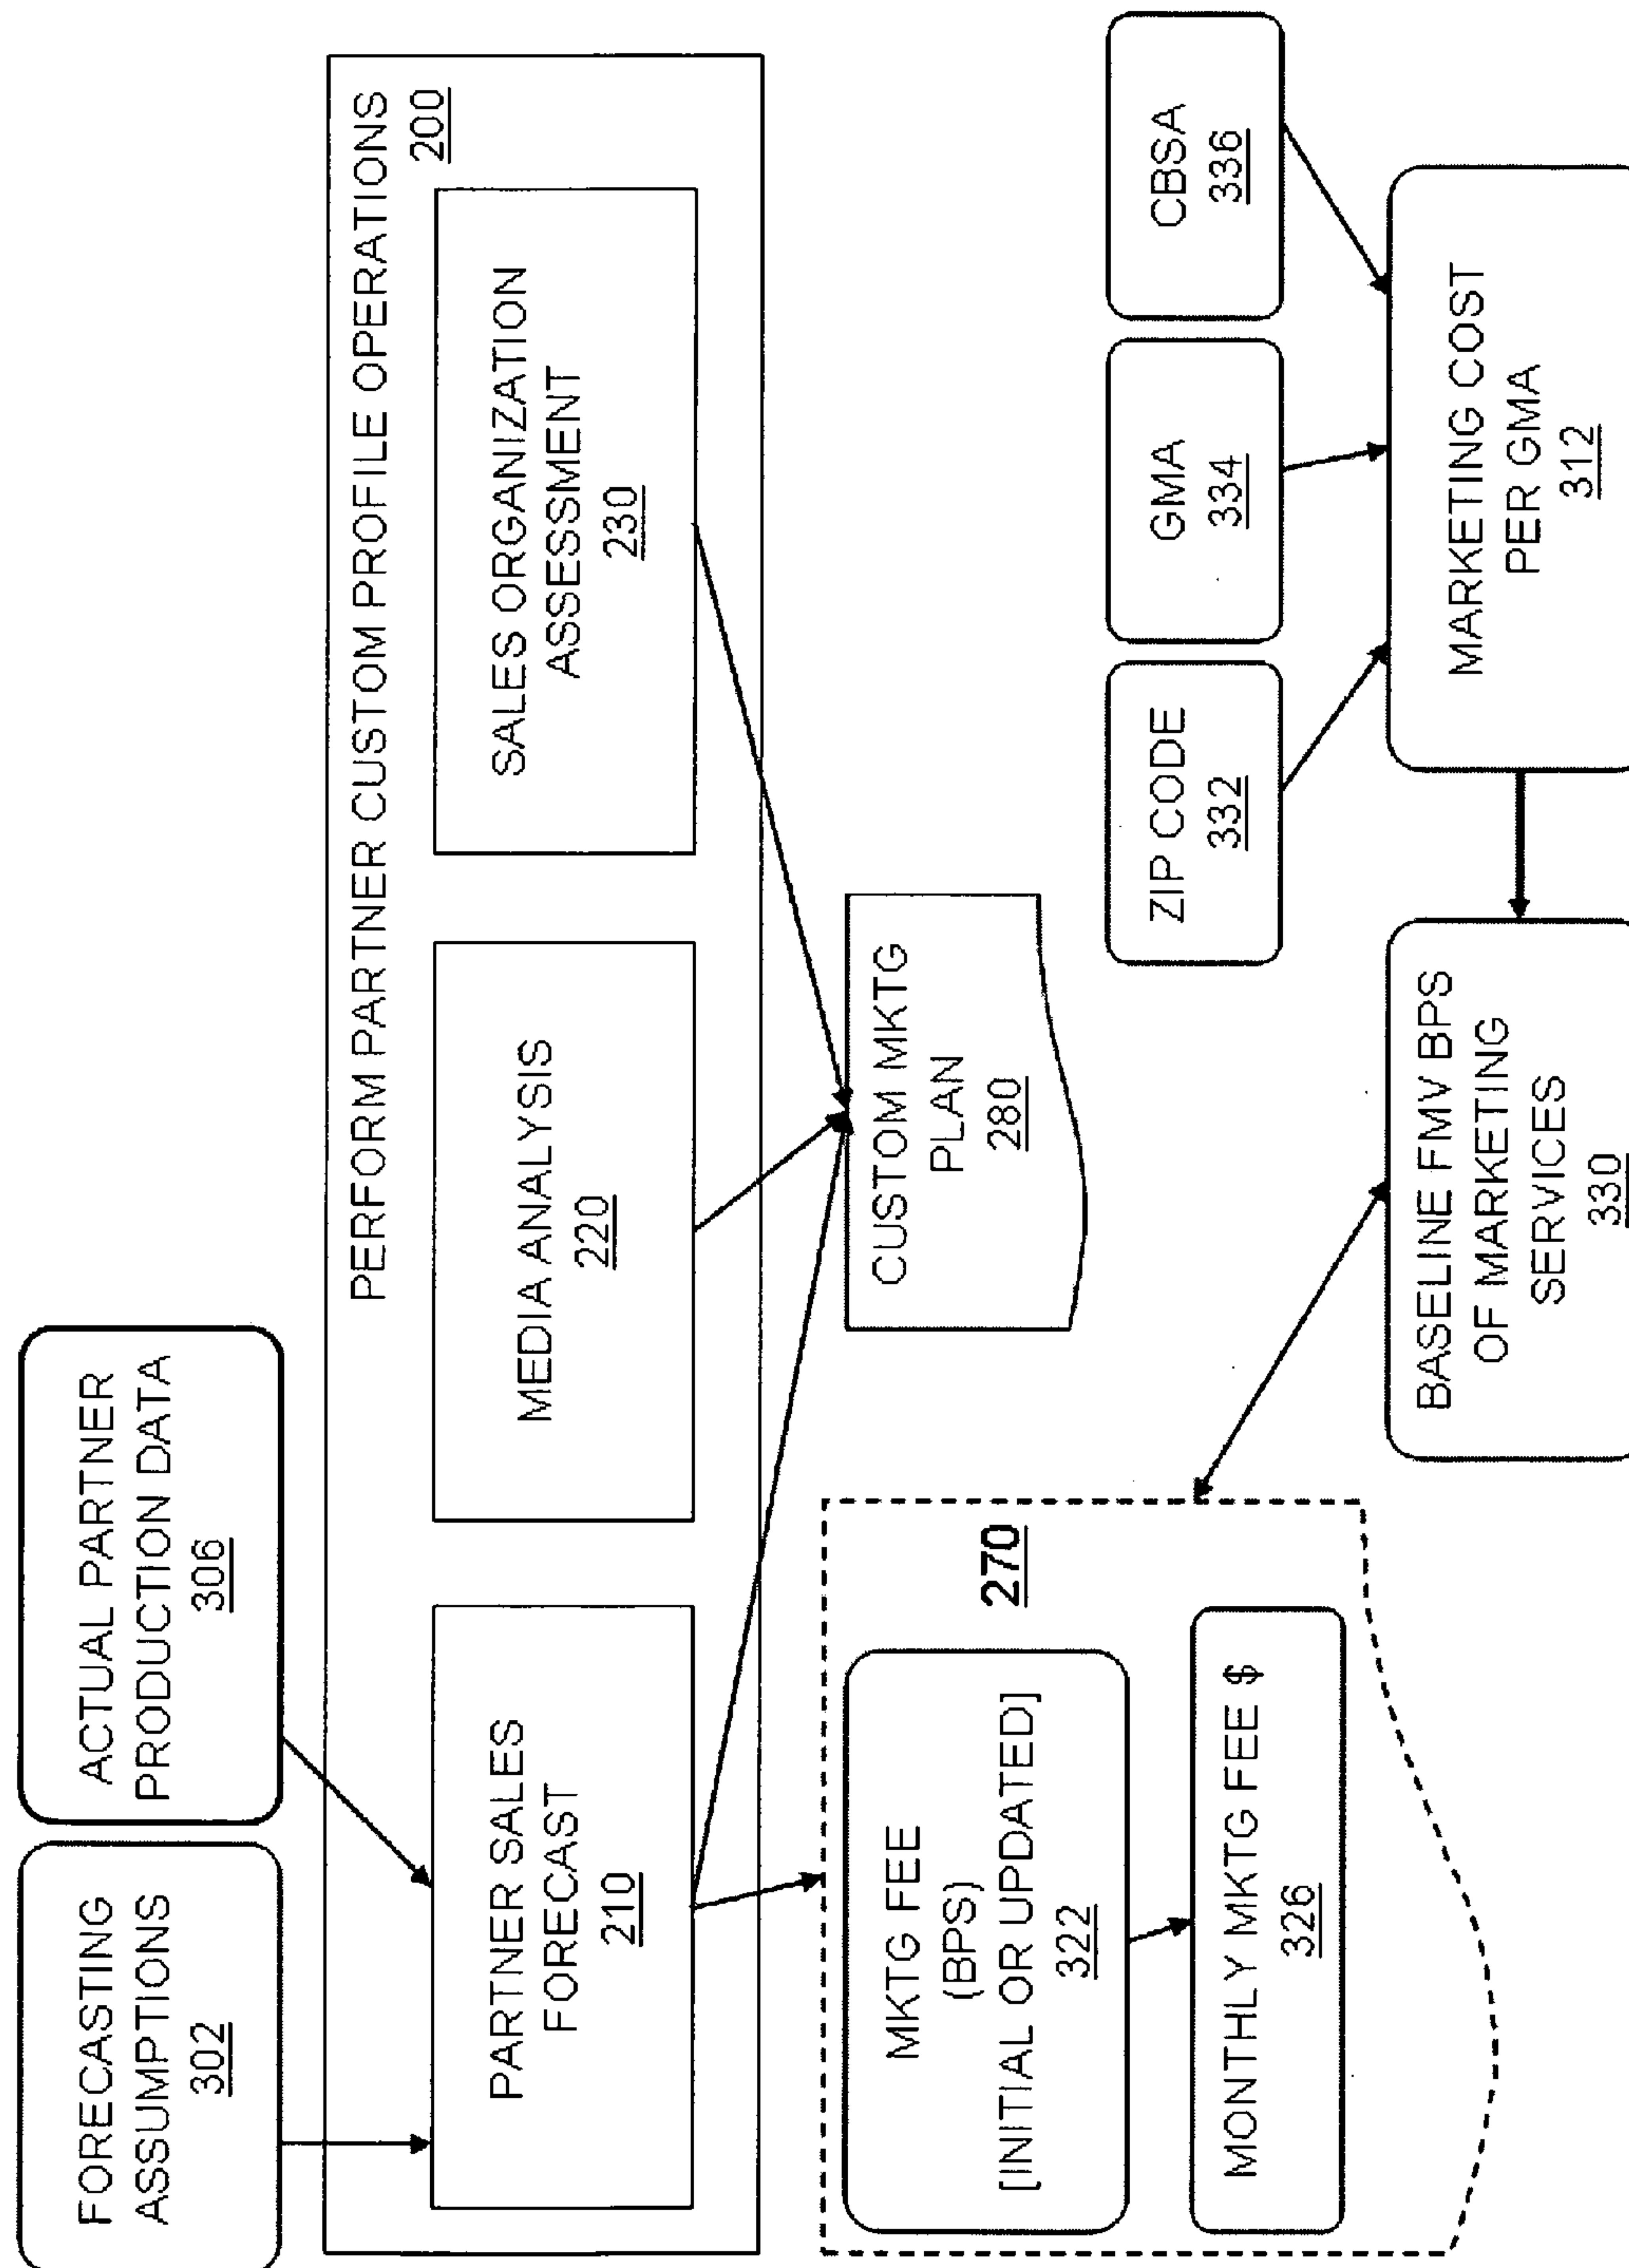 FORECASTING
ASSUMPTIONS
302
ACTUAL PARTNER
PRODUCTION DATA
306
PERFORM PARTNER CUSTOM PROFILE OPERATIONS
200
PARTNER SALES
FORECAST
210
MEDIA ANALYSIS
220
SALES ORGANIZATION
ASSESSMENT
230
270
MKTG FEE
(BPS)
[INITIAL OR UPDATED]
322
MONTHLY MKTG FEE $
326
CUSTOM MKTG
PLAN
280
ZIP CODE
332
GMA
334
CBSA
336
BASELINE FMV BPS
OF MARKETING
SERVICES
330
MARKETING COST
PER GMA
312